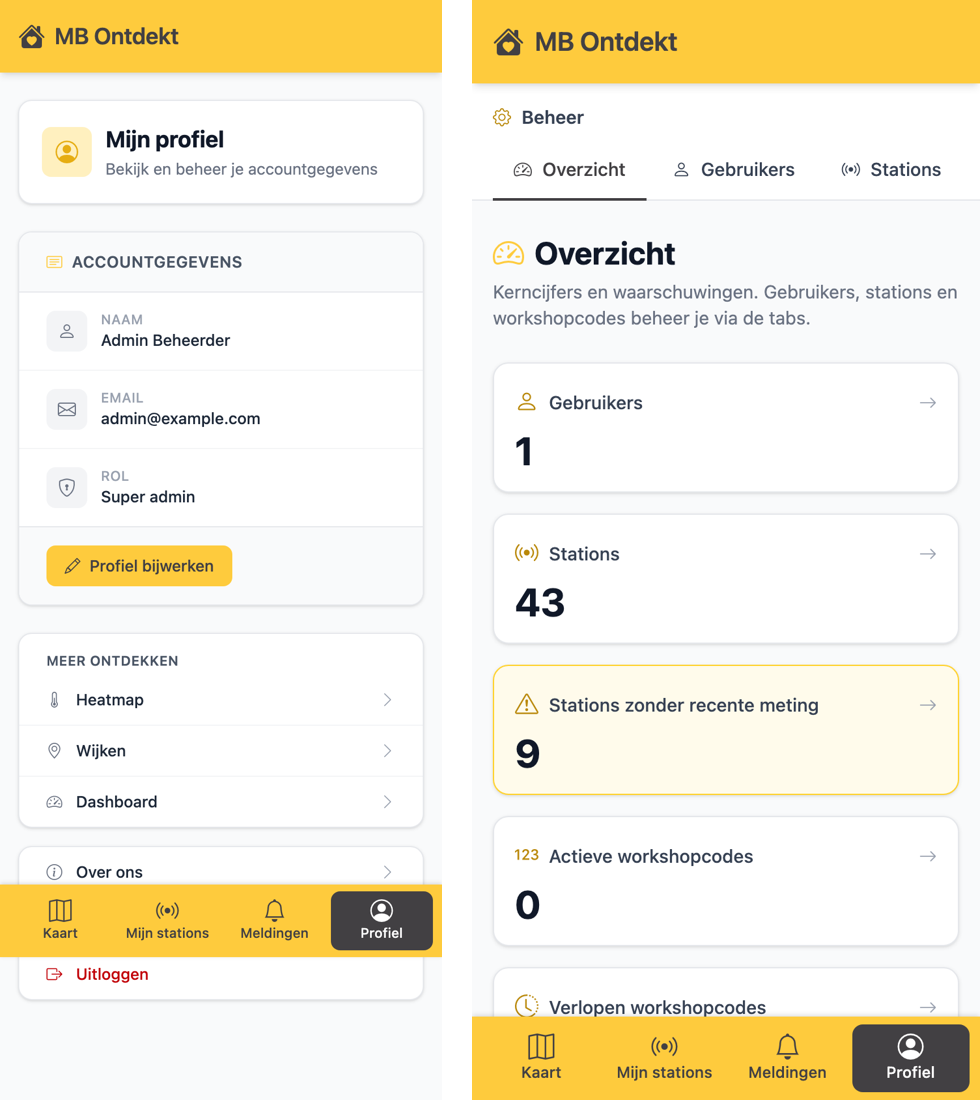 MB Ontdekt
Mijn profiel
Bekijk en beheer je accountgegevens
ACCOUNTGEGEVENS
NAAM
Admin Beheerder
EMAIL
admin@example.com
ROL
Super admin
Profiel bijwerken
MEER ONTDEKKEN
Heatmap
Wijken
Dashboard
Over ons
Kaart
Mijn stations
Meldingen
Profiel
Uitloggen
MB Ontdekt
Beheer
Overzicht
Gebruikers
Stations
Overzicht
Kerncijfers en waarschuwingen. Gebruikers, stations en
workshopcodes beheer je via de tabs.
Gebruikers
1
Stations
43
Stations zonder recente meting
9
123 Actieve workshopcodes
0
Verlopen workshopcodes
Kaart
Mijn stations
Meldingen
Profiel